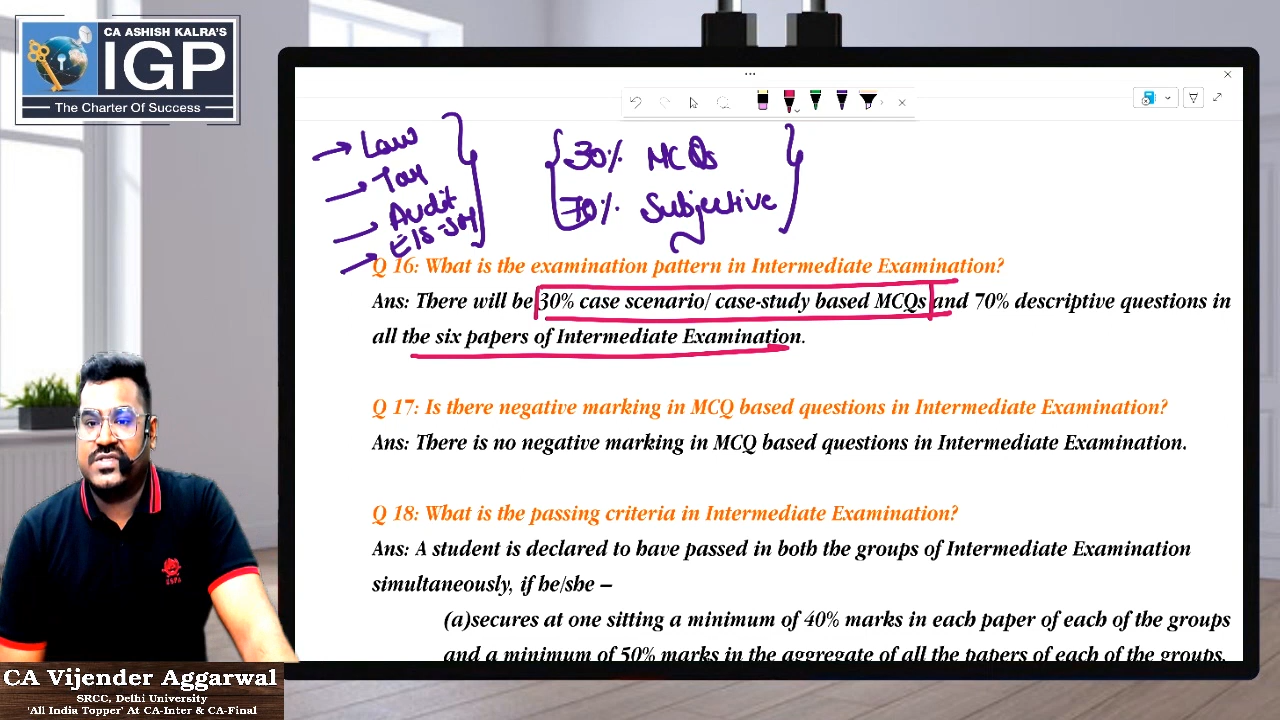 CA ASHISH KALRA'S
IGP
The Charter Of Success
Law
Tax
Audit
EIS-SM
30% MCQs
70% Subjective
Q 16: What is the examination pattern in Intermediate Examination?
Ans: There will be 30% case scenario/ case-study based MCQs and 70% descriptive questions in
all the six papers of Intermediate Examination.
Q 17: Is there negative marking in MCQ based questions in Intermediate Examination?
Ans: There is no negative marking in MCQ based questions in Intermediate Examination.
Q 18: What is the passing criteria in Intermediate Examination?
Ans: A student is declared to have passed in both the groups of Intermediate Examination
simultaneously, if he/she –
(a)secures at one sitting a minimum of 40% marks in each paper of each of the groups
and a minimum of 50% marks in the aggregate of all the papers of each of the groups.
CA Vijender Aggarwal
SRCC, Delhi University
'All India Topper' At CA-Inter & CA-Final